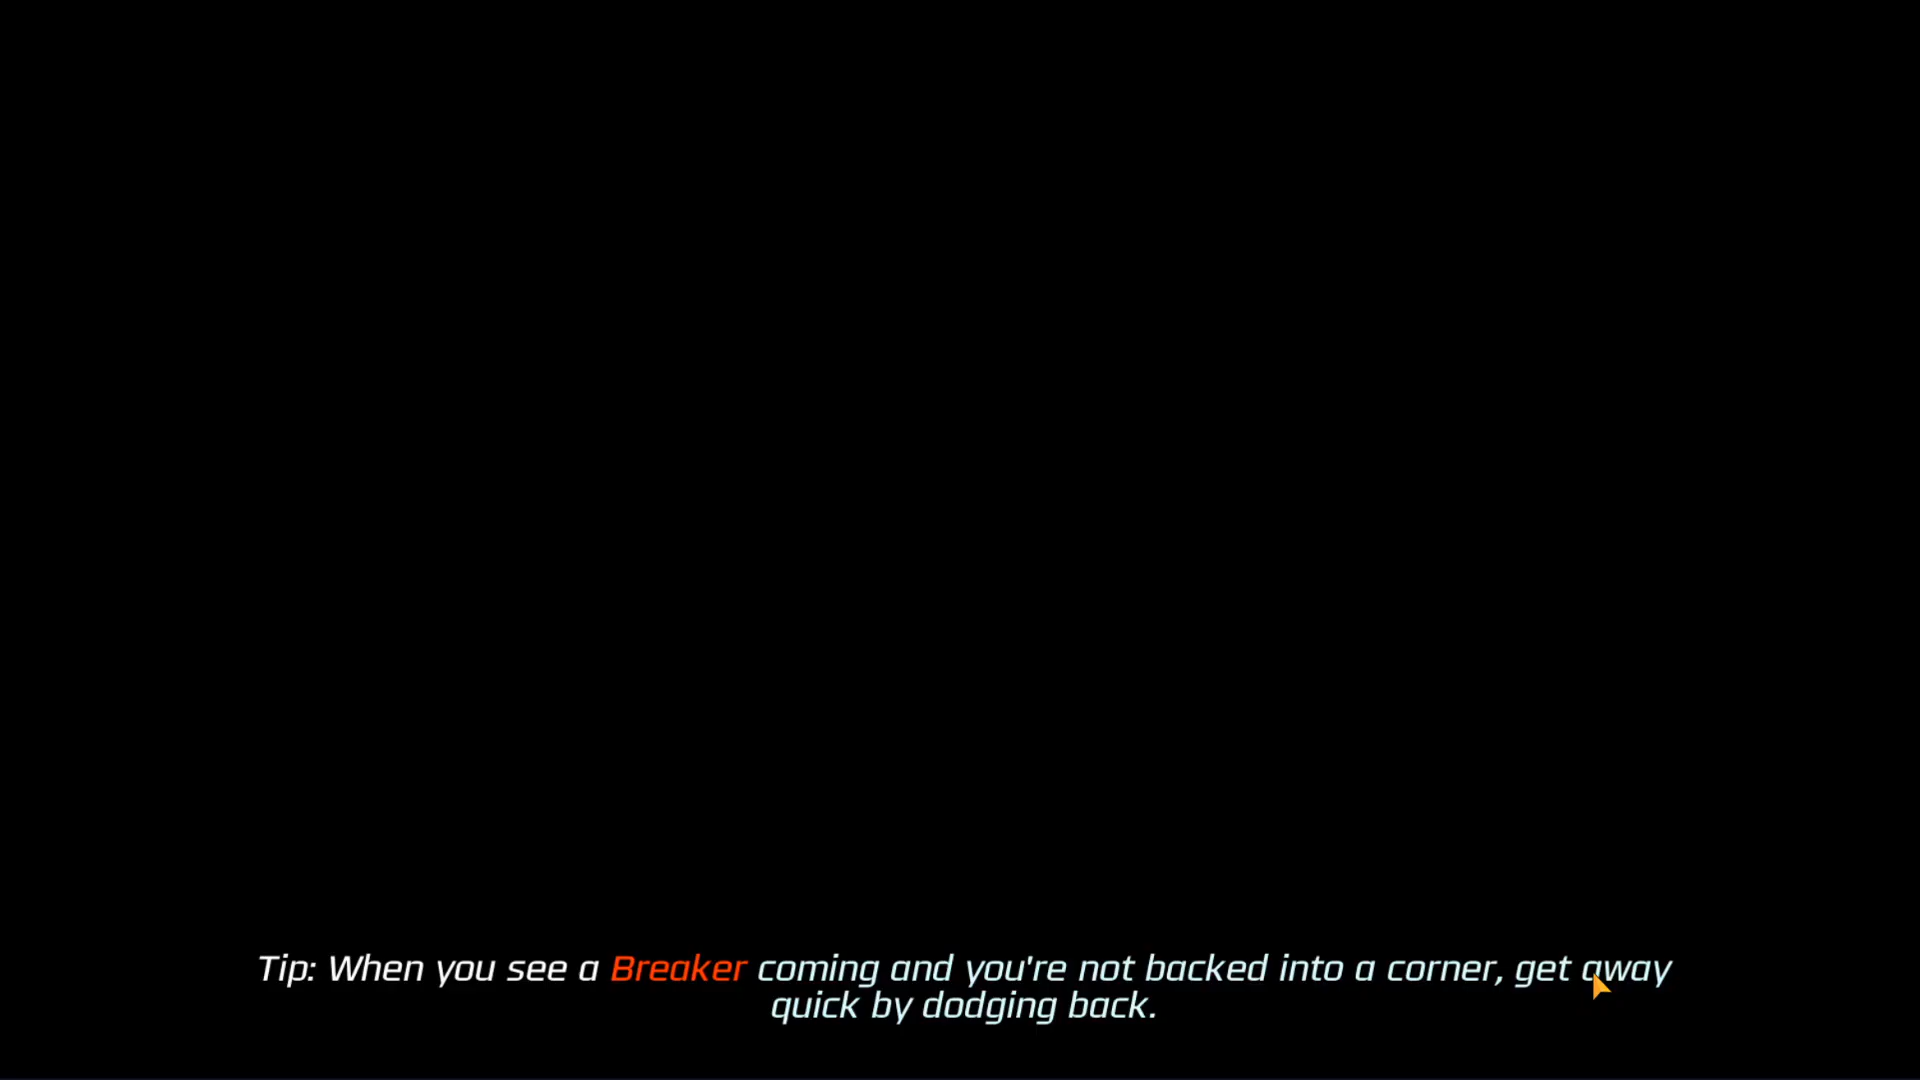 Tip: When you see a Breaker coming and you're not backed into a corner, get away
quick by dodging back.